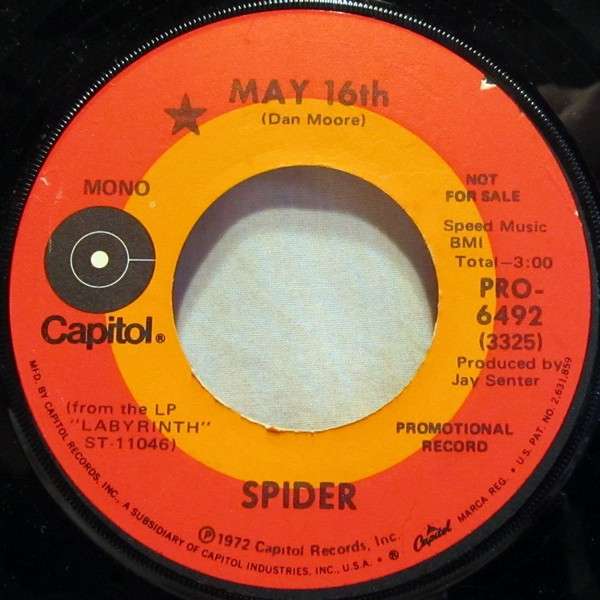 MAY 16th
(Dan Moore)
MONO
Capitol®
NOT
FOR SALE
Speed Music
BMI
Total-3:00
PRO-
6492
(3325)
Produced by
Jay Senter
(from the LP
"LABYRINTH"
ST-11046)
PROMOTIONAL
RECORD
SPIDER
Ⓟ1972 Capitol Records, Inc.
MFD. BY CAPITOL RECORDS, INC., A SUBSIDIARY OF CAPITOL INDUSTRIES, INC., U.S.A. • ® Capitol MARCA REG. • U.S. PAT. NO. 2,631,859